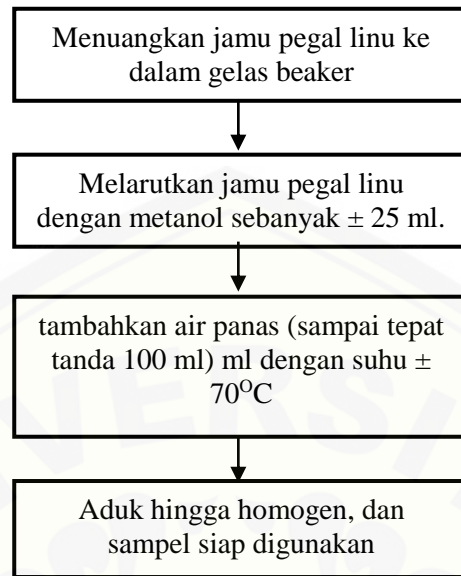 Menuangkan jamu pegal linu ke
dalam gelas beaker
Melarutkan jamu pegal linu
dengan metanol sebanyak ± 25 ml.
tambahkan air panas (sampai tepat
tanda 100 ml) ml dengan suhu ±
70ᴼC
Aduk hingga homogen, dan
sampel siap digunakan